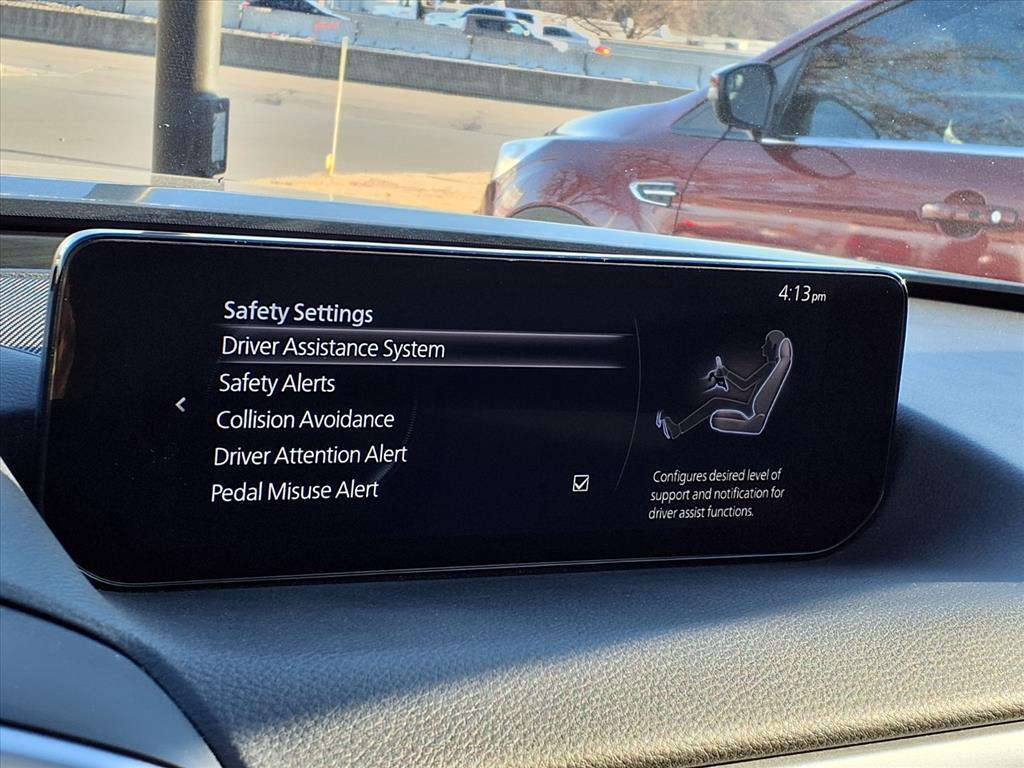 4:13pm
Safety Settings
Driver Assistance System
Safety Alerts
Collision Avoidance
Driver Attention Alert
Pedal Misuse Alert
Configures desired level of
support and notification for
driver assist functions.